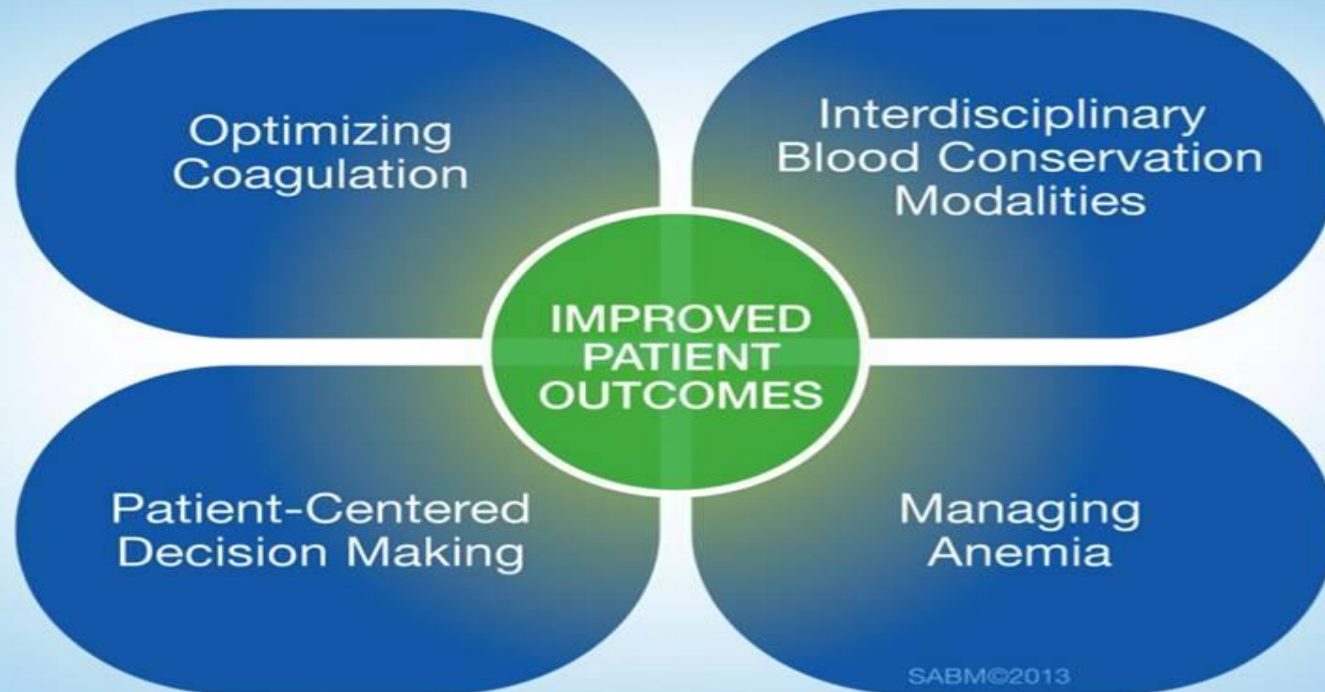 Optimizing
Coagulation
Interdisciplinary
Blood Conservation
Modalities
IMPROVED
PATIENT
OUTCOMES
Patient-Centered
Decision Making
Managing
Anemia
SABM©2013